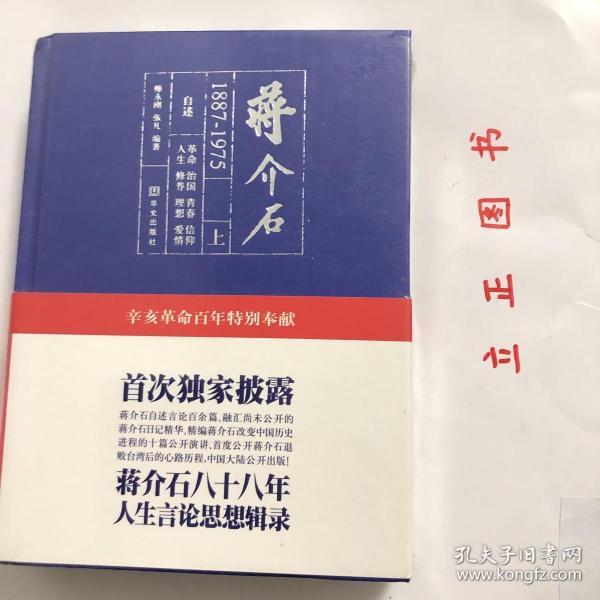 蒋介石
1887-1975
上
自述
革命 治国 青春 信仰
人生 修养 理想 爱情
师永刚 张凡 编著
华文出版社
辛亥革命百年特别奉献
首次独家披露
蒋介石自述言论百余篇、融汇尚未公开的
蒋介石日记精华、精编蒋介石改变中国历史
进程的十篇公开演讲、首度公开蒋介石退
败台湾后的心路历程,中国大陆公开出版!
蒋介石八十八年
人生言论思想辑录
立正图书
孔夫子旧书网
www.kongfz.com